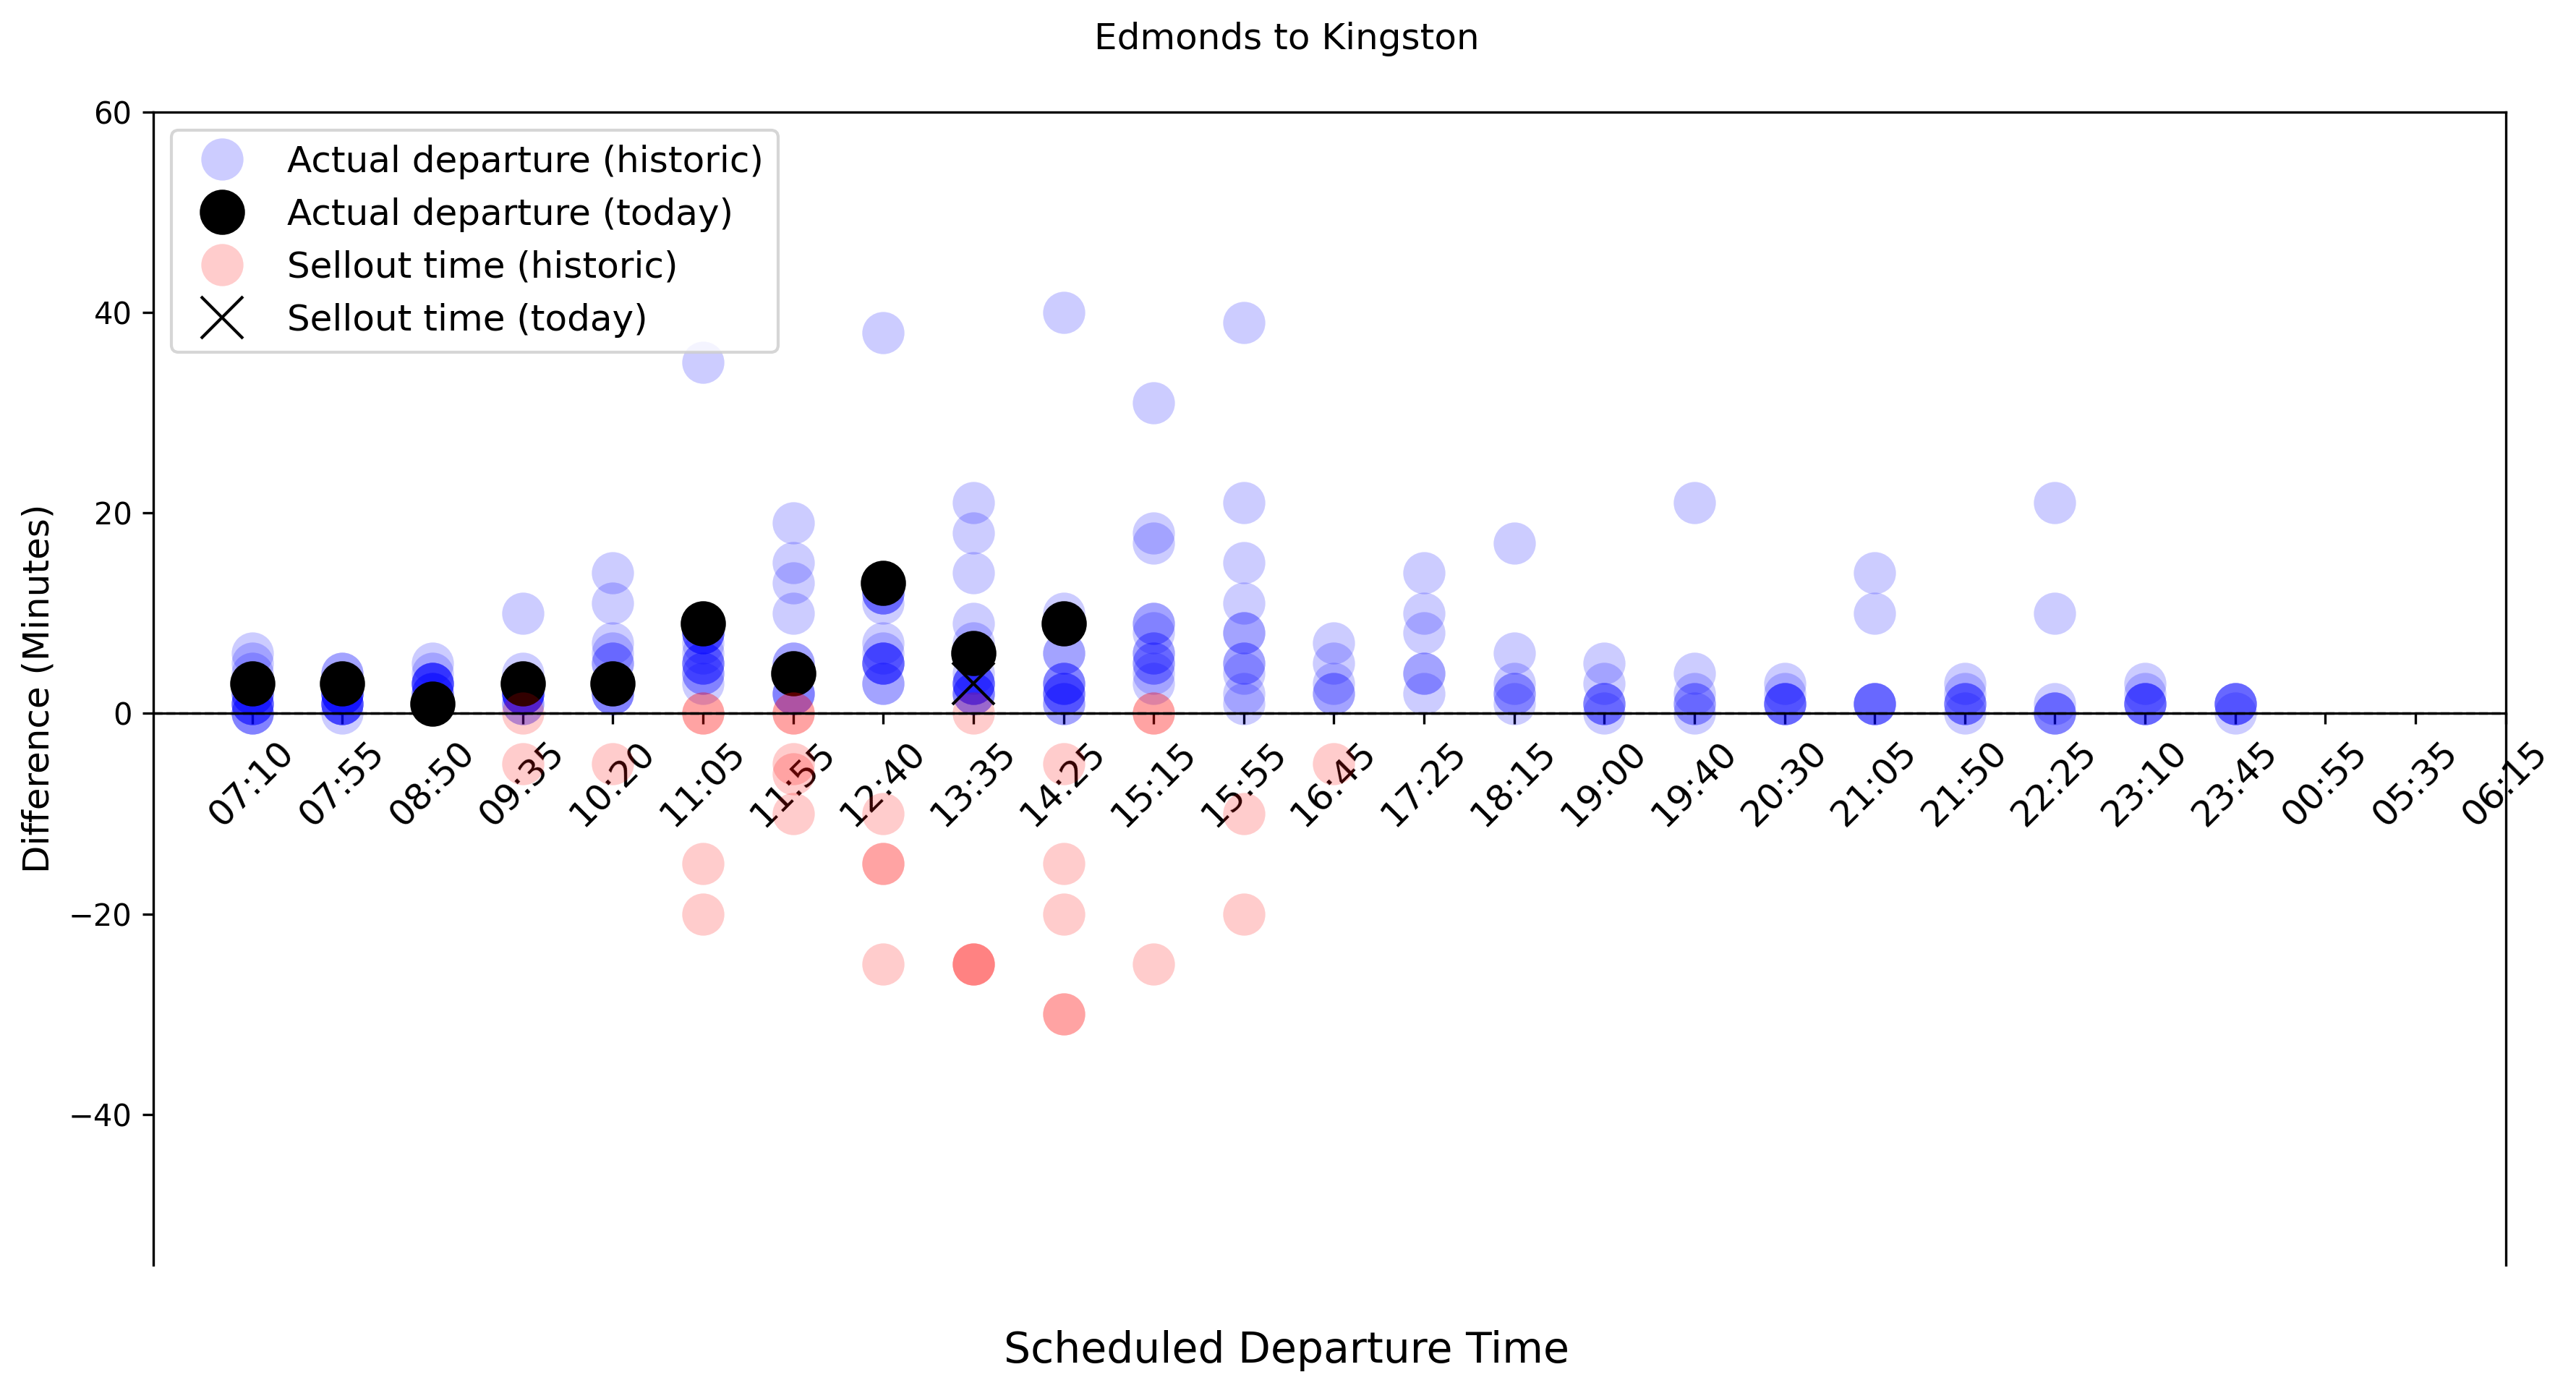 Edmonds to Kingston
Actual departure (historic)
Actual departure (today)
Sellout time (historic)
Sellout time (today)
Difference (Minutes)
60
40
20
0
−20
−40
07:10 07:55 08:50 09:35 10:20 11:05 11:55 12:40 13:35 14:25 15:15 15:55 16:45 17:25 18:15 19:00 19:40 20:30 21:05 21:50 22:25 23:10 23:45 00:55 05:35 06:15
Scheduled Departure Time